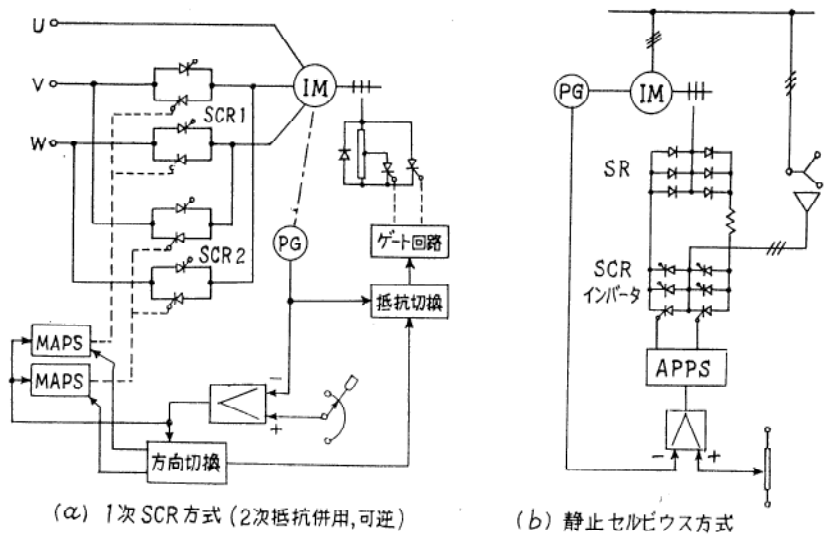 U
V
W
IM
SCR1
SCR2
PG
ゲート回路
抵抗切換
MAPS
MAPS
−
+
方向切換
(a) 1次SCR方式 (2次抵抗併用,可逆)
PG
IM
SR
SCR
インバータ
APPS
−
+
(b) 静止セルビウス方式